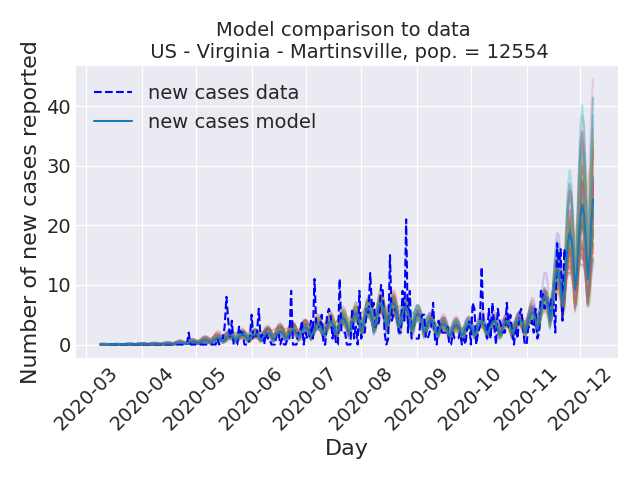 Model comparison to data
US - Virginia - Martinsville, pop. = 12554
new cases data
new cases model
Number of new cases reported
40
30
20
10
0
2020-03
2020-04
2020-05
2020-06
2020-07
2020-08
2020-09
2020-10
2020-11
2020-12
Day